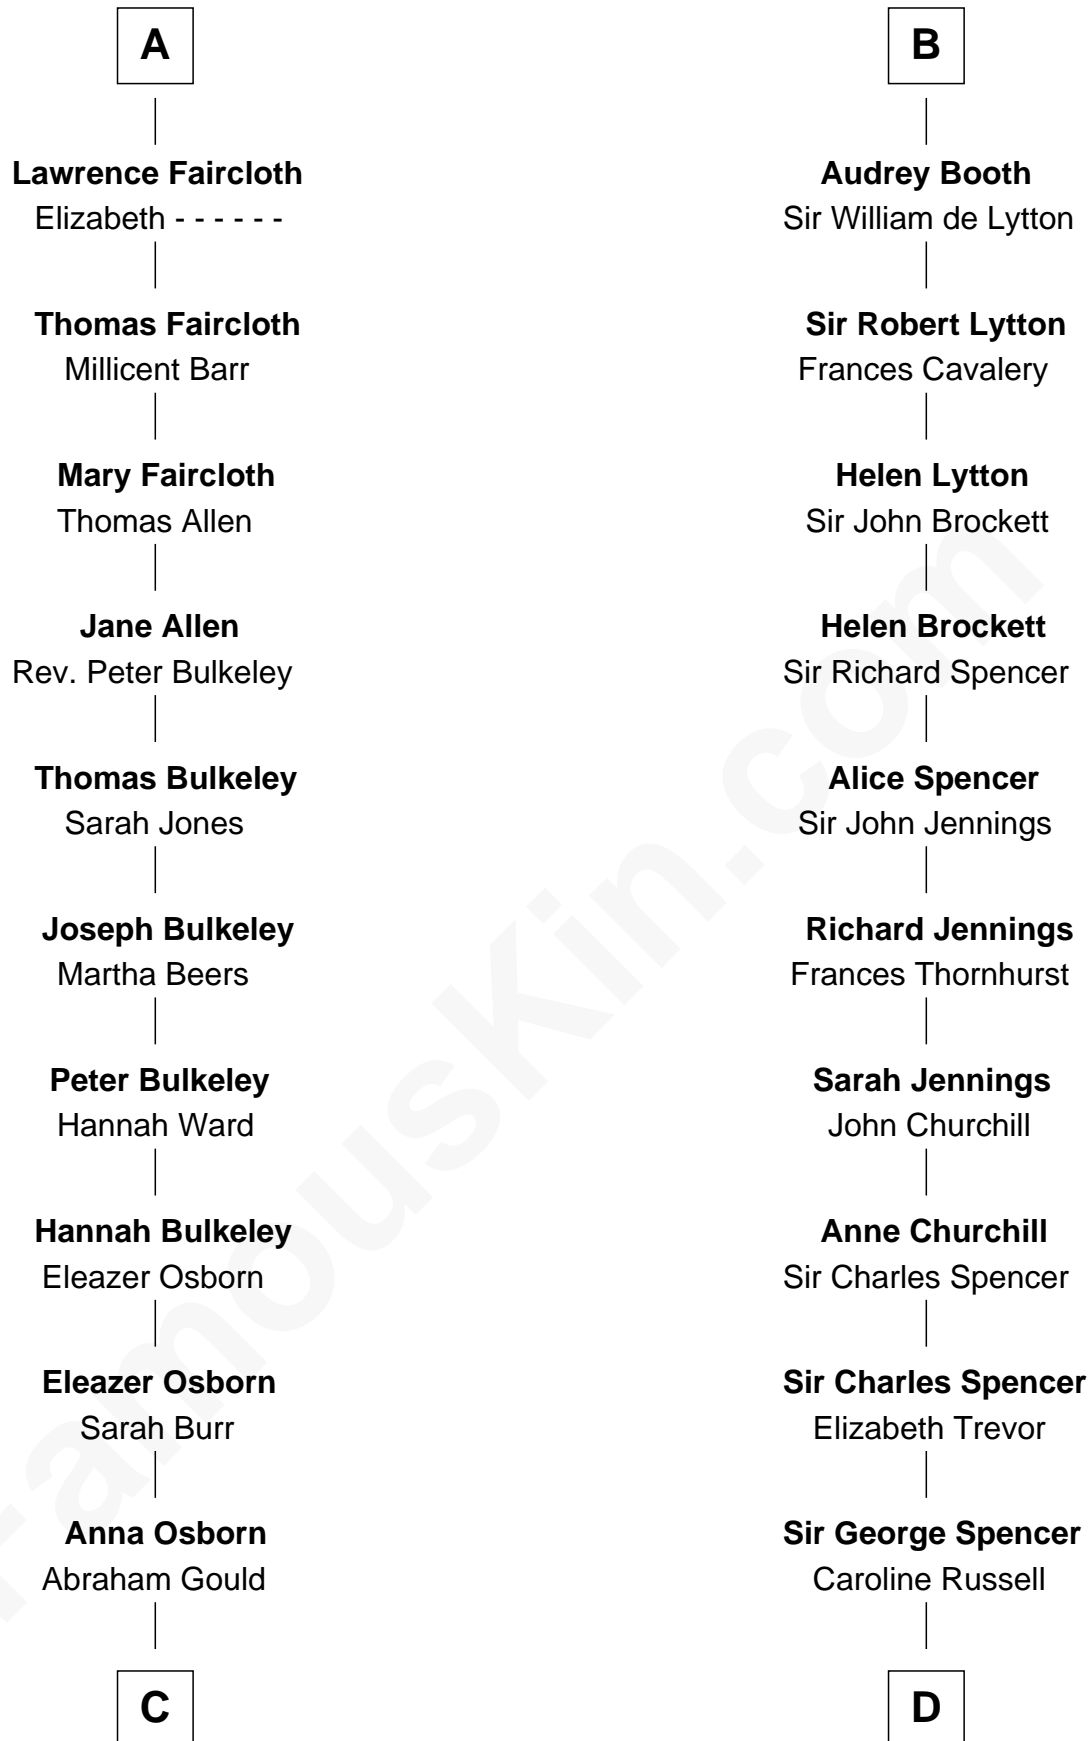 A
Lawrence Faircloth
Elizabeth - - - - - -
Thomas Faircloth
Millicent Barr
Mary Faircloth
Thomas Allen
Jane Allen
Rev. Peter Bulkeley
Thomas Bulkeley
Sarah Jones
Joseph Bulkeley
Martha Beers
Peter Bulkeley
Hannah Ward
Hannah Bulkeley
Eleazer Osborn
Eleazer Osborn
Sarah Burr
Anna Osborn
Abraham Gould
C
B
Audrey Booth
Sir William de Lytton
Sir Robert Lytton
Frances Cavalery
Helen Lytton
Sir John Brockett
Helen Brockett
Sir Richard Spencer
Alice Spencer
Sir John Jennings
Richard Jennings
Frances Thornhurst
Sarah Jennings
John Churchill
Anne Churchill
Sir Charles Spencer
Sir Charles Spencer
Elizabeth Trevor
Sir George Spencer
Caroline Russell
D
FamousKin.com